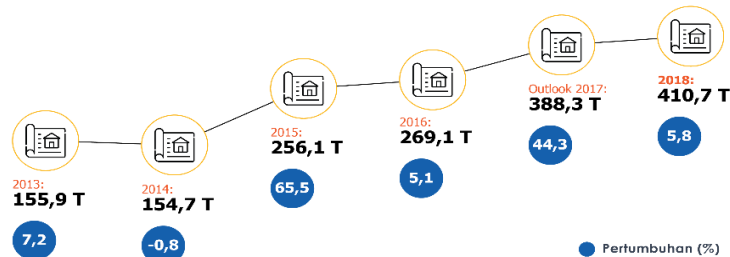 2013:
155,9 T
7,2
2014:
154,7 T
-0,8
2015:
256,1 T
65,5
2016:
269,1 T
5,1
Outlook 2017:
388,3 T
44,3
2018:
410,7 T
5,8
Pertumbuhan (%)